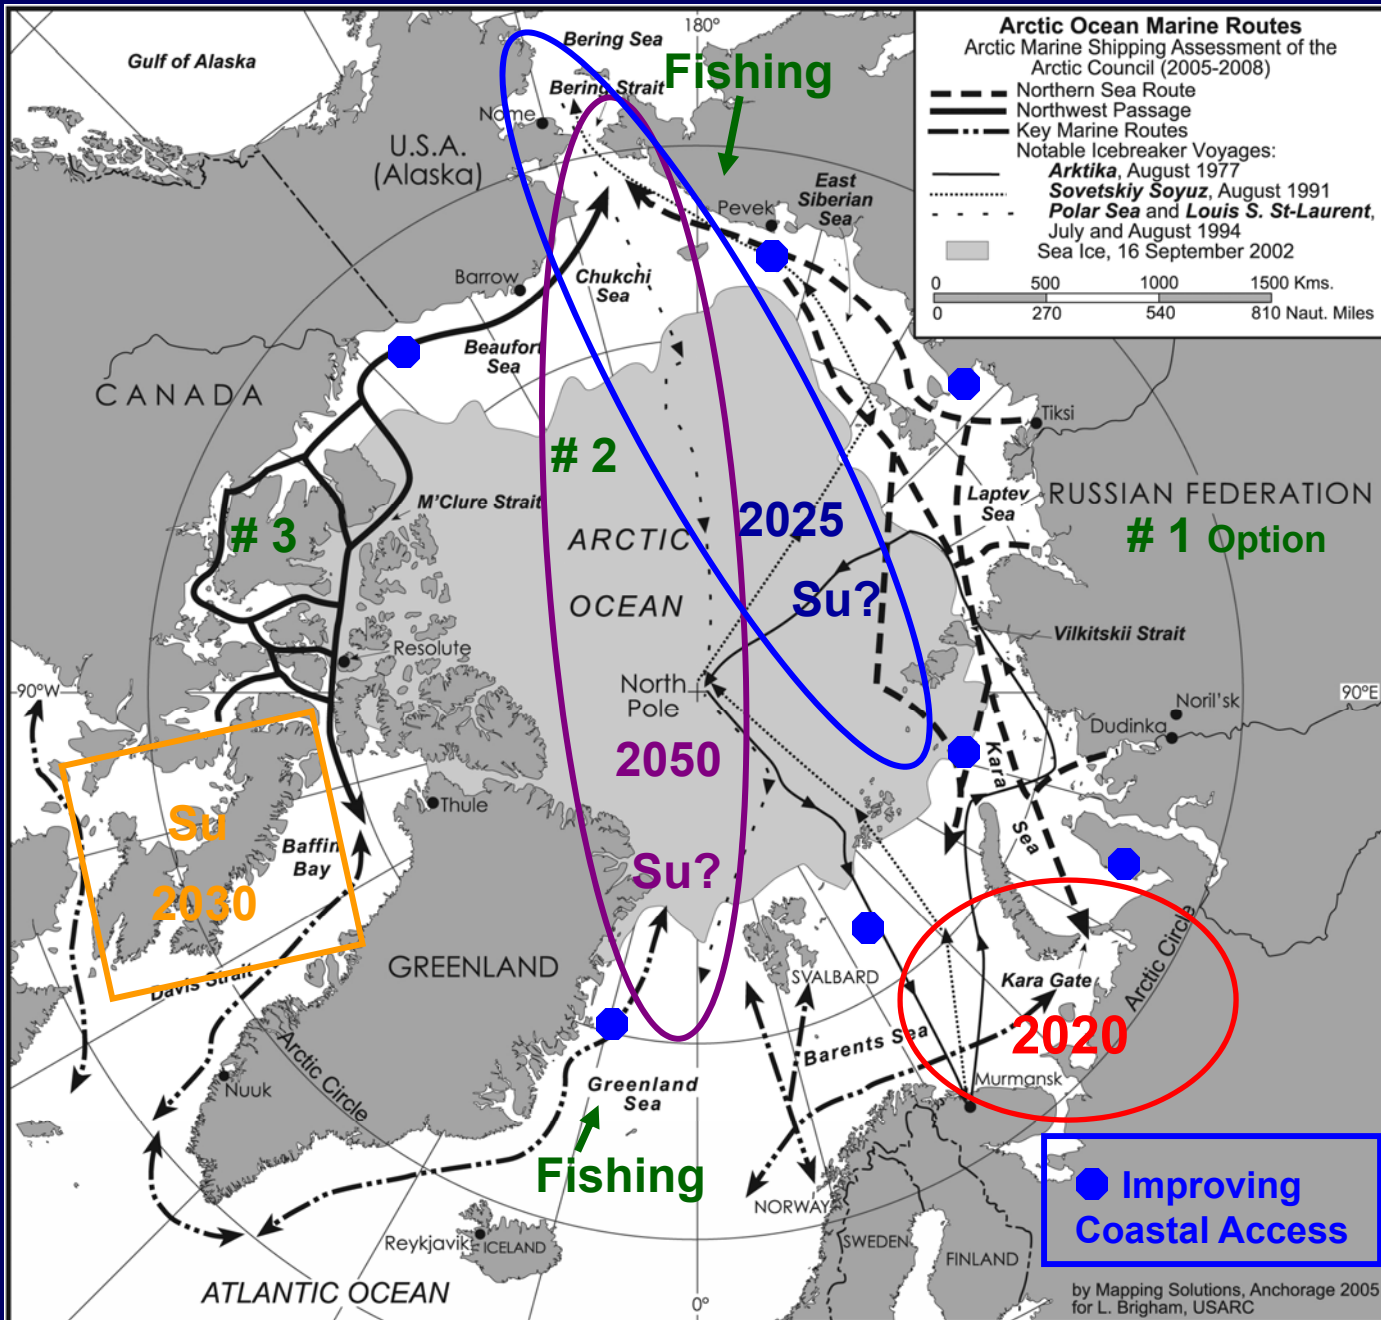 Arctic Ocean Marine Routes
Arctic Marine Shipping Assessment of the
Arctic Council (2005-2008)
Northern Sea Route
Northwest Passage
Key Marine Routes
Notable Icebreaker Voyages:
Arktika, August 1977
Sovetskiy Soyuz, August 1991
Polar Sea and Louis S. St-Laurent,
July and August 1994
Sea Ice, 16 September 2002
0 500 1000 1500 Kms.
0 270 540 810 Naut. Miles
180°
Bering Sea
Gulf of Alaska
Fishing
Bering Strait
Nome
U.S.A.
(Alaska)
East
Siberian
Sea
Pevek
Barrow
Chukchi
Sea
Beaufort
Sea
CANADA
Tiksi
# 2
M'Clure Strait
Laptev
Sea
RUSSIAN FEDERATION
# 1 Option
2025
# 3
ARCTIC
OCEAN
Su?
Vilkitskii Strait
Resolute
North
Pole
90°W
90°E
Noril'sk
Dudinka
2050
Kara
Sea
Thule
Su
2030
Baffin
Bay
Su?
GREENLAND
Davis Strait
SVALBARD
Kara Gate
Arctic Circle
2020
Barents Sea
Murmansk
Nuuk
Arctic Circle
Greenland
Sea
Fishing
NORWAY
Improving
Coastal Access
Reykjavik
ICELAND
SWEDEN
FINLAND
ATLANTIC OCEAN
0°
by Mapping Solutions, Anchorage 2005
for L. Brigham, USARC